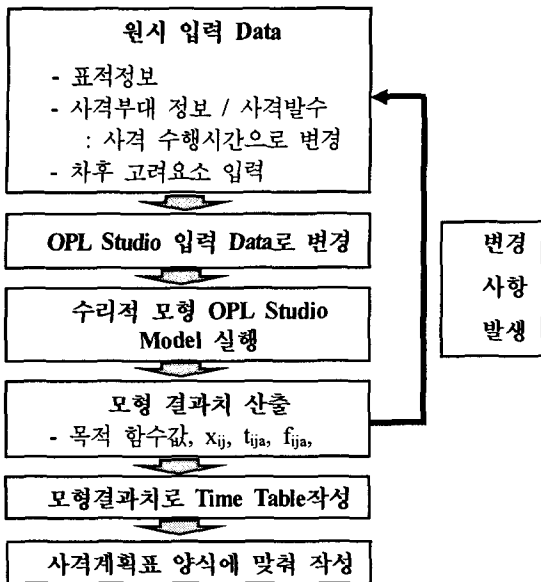 원시 입력 Data
- 표적정보
- 사격부대 정보 / 사격발수
: 사격 수행시간으로 변경
- 차후 고려요소 입력
OPL Studio 입력 Data로 변경
수리적 모형 OPL Studio
Model 실행
모형 결과치 산출
- 목적 함수값, xij, tija, fija,
모형결과치로 Time Table작성
사격계획표 양식에 맞춰 작성
변경
사항
발생